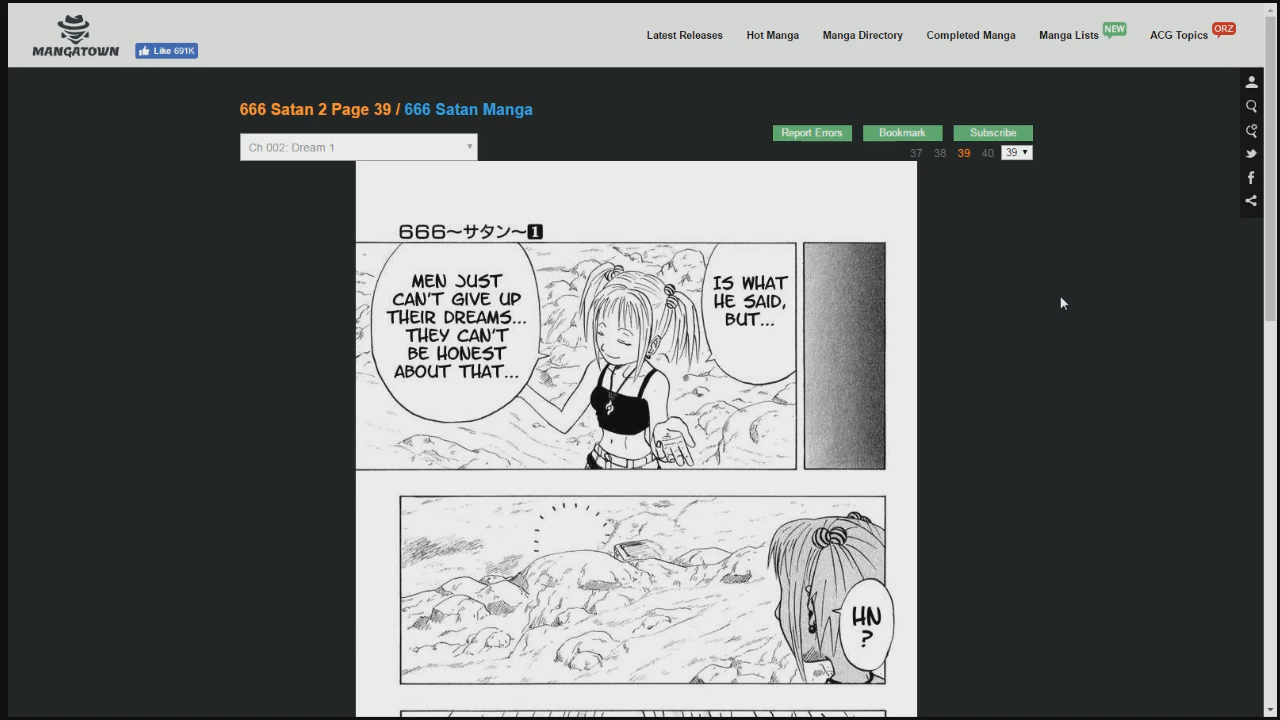 MANGATOWN
Like 691K
Latest Releases
Hot Manga
Manga Directory
Completed Manga
Manga Lists
NEW
ACG Topics
ORZ
666 Satan 2 Page 39 / 666 Satan Manga
Report Errors
Bookmark
Subscribe
Ch 002: Dream 1
37 38 39 40 39
666〜サタン〜1
IS WHAT
HE SAID,
BUT...
MEN JUST
CAN'T GIVE UP
THEIR DREAMS...
THEY CAN'T
BE HONEST
ABOUT THAT...
HN
?